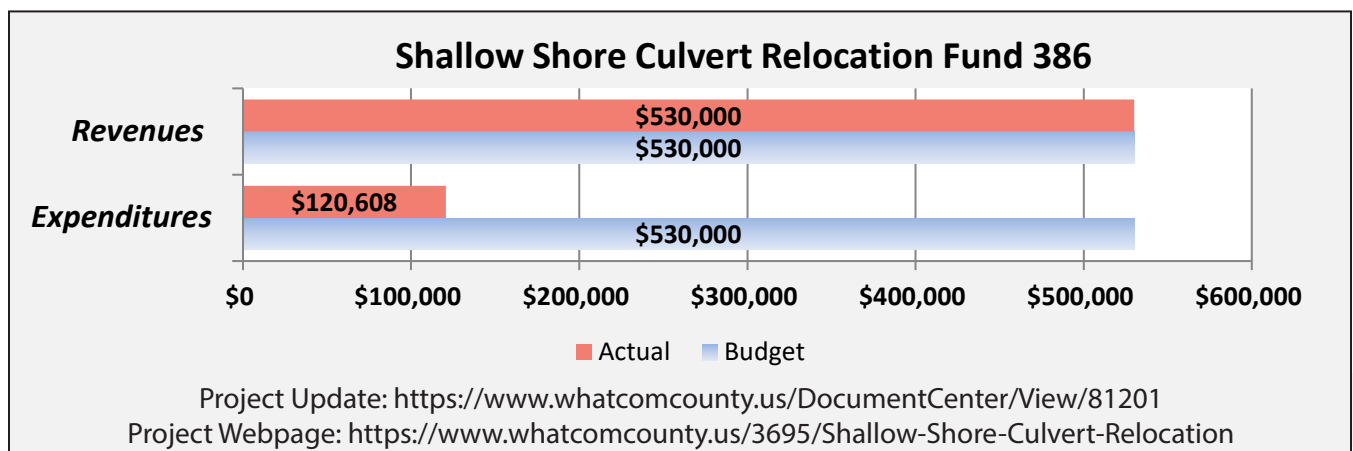 Shallow Shore Culvert Relocation Fund 386
Revenues
$530,000
$530,000
Expenditures
$120,608
$530,000
$0 $100,000 $200,000 $300,000 $400,000 $500,000 $600,000
Actual Budget
Project Update: https://www.whatcomcounty.us/DocumentCenter/View/81201
Project Webpage: https://www.whatcomcounty.us/3695/Shallow-Shore-Culvert-Relocation